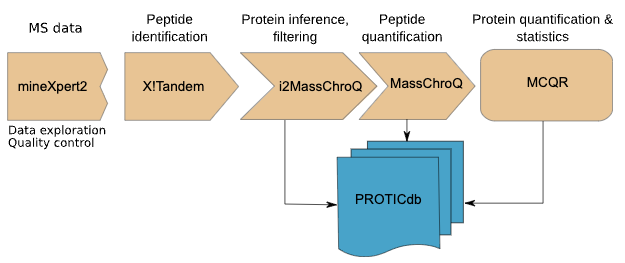 MS data
Peptide
identification
Protein inference,
filtering
Peptide
quantification
Protein quantification &
statistics
mineXpert2
X!Tandem
i2MassChroQ
MassChroQ
MCQR
Data exploration
Quality control
PROTICdb